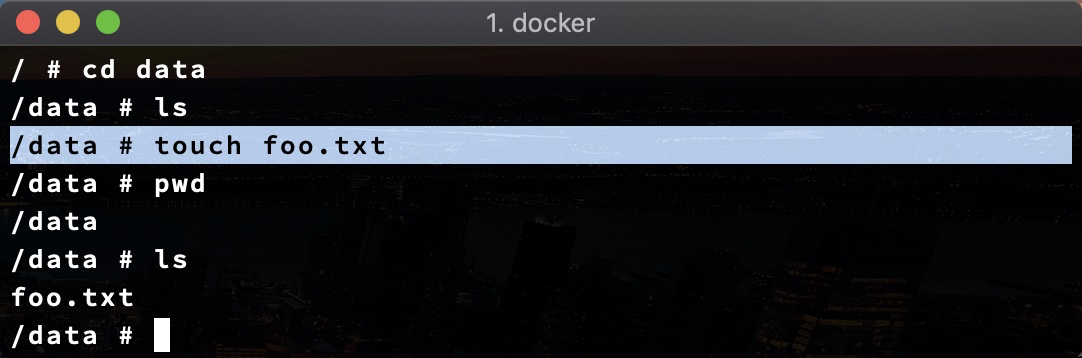 1. docker
/ # cd data
/data # ls
/data # touch foo.txt
/data # pwd
/data
/data # ls
foo.txt
/data #